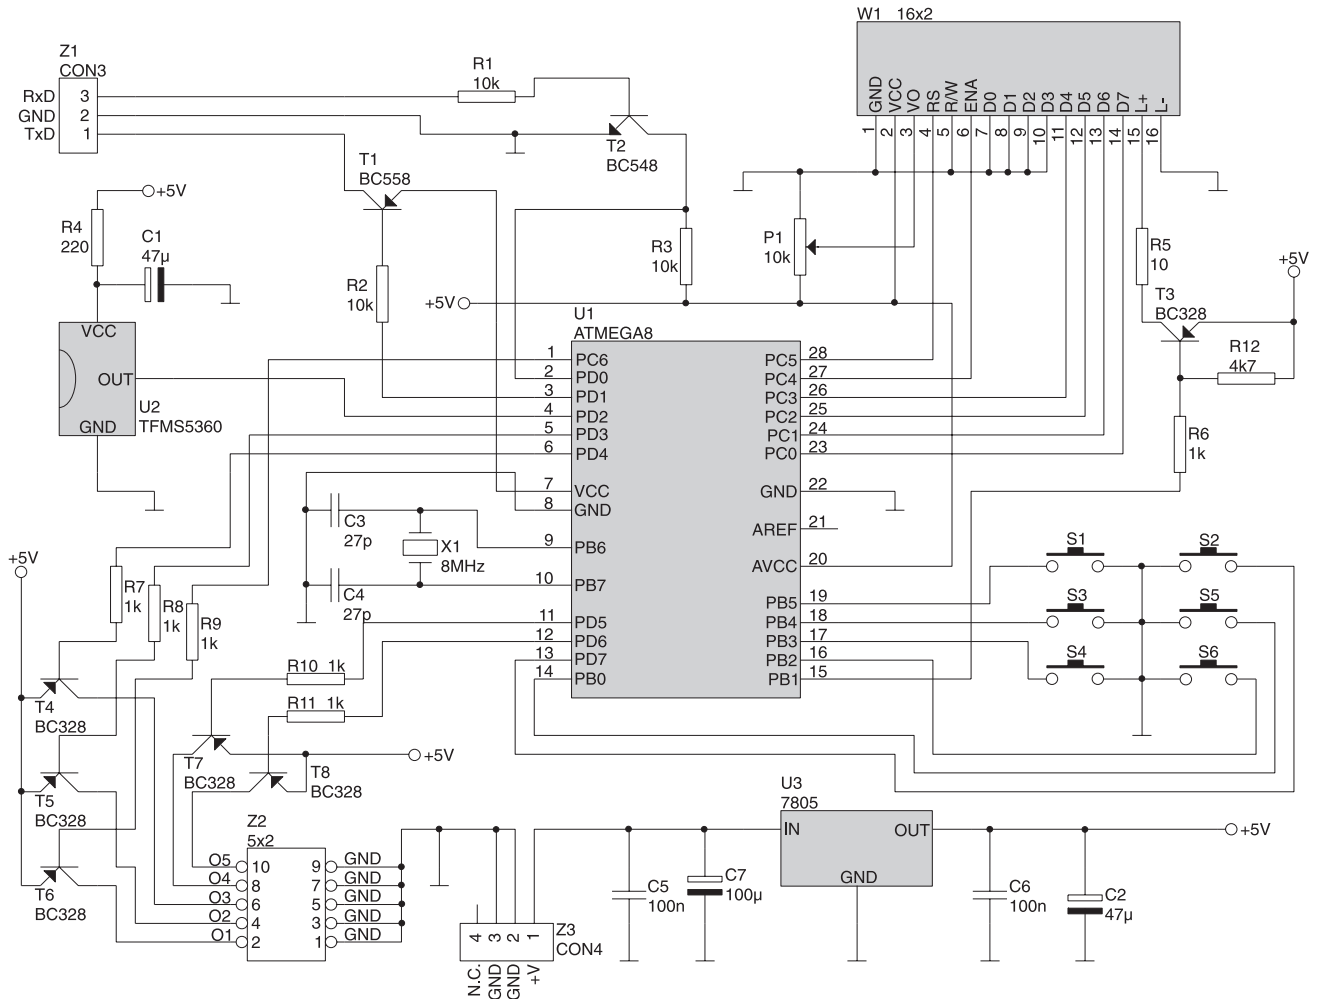 W1 16x2
GND
VCC
VO
RS
R/W
ENA
D0
D1
D2
D3
D4
D5
D6
D7
L+
L-
1
2
3
4
5
6
7
8
9
10
11
12
13
14
15
16
Z1
CON3
RxD 3
GND 2
TxD 1
R1
10k
T2
BC548
T1
BC558
+5V
R4
220
C1
47µ
R2
10k
R3
10k
P1
10k
+5V
R5
10
+5V
T3
BC328
R12
4k7
R6
1k
VCC
OUT
GND
U2
TFMS5360
U1
ATMEGA8
1 PC6
2 PD0
3 PD1
4 PD2
5 PD3
6 PD4
7 VCC
8 GND
9 PB6
10 PB7
11 PD5
12 PD6
13 PD7
14 PB0
PC5 28
PC4 27
PC3 26
PC2 25
PC1 24
PC0 23
GND 22
AREF 21
AVCC 20
PB5 19
PB4 18
PB3 17
PB2 16
PB1 15
C3
27p
X1
8MHz
C4
27p
S1
S2
S3
S5
S4
S6
+5V
R7
1k
R8
1k
R9
1k
R10 1k
R11 1k
T4
BC328
T5
BC328
T6
BC328
T7
BC328
T8
BC328
+5V
Z2
5x2
O5 10 9 GND
O4 8 7 GND
O3 6 5 GND
O2 4 3 GND
O1 2 1 GND
4
3
2
1
Z3
CON4
N.C.
GND
GND
+V
C5
100n
C7
100µ
U3
7805
IN
OUT
GND
C6
100n
C2
47µ
+5V